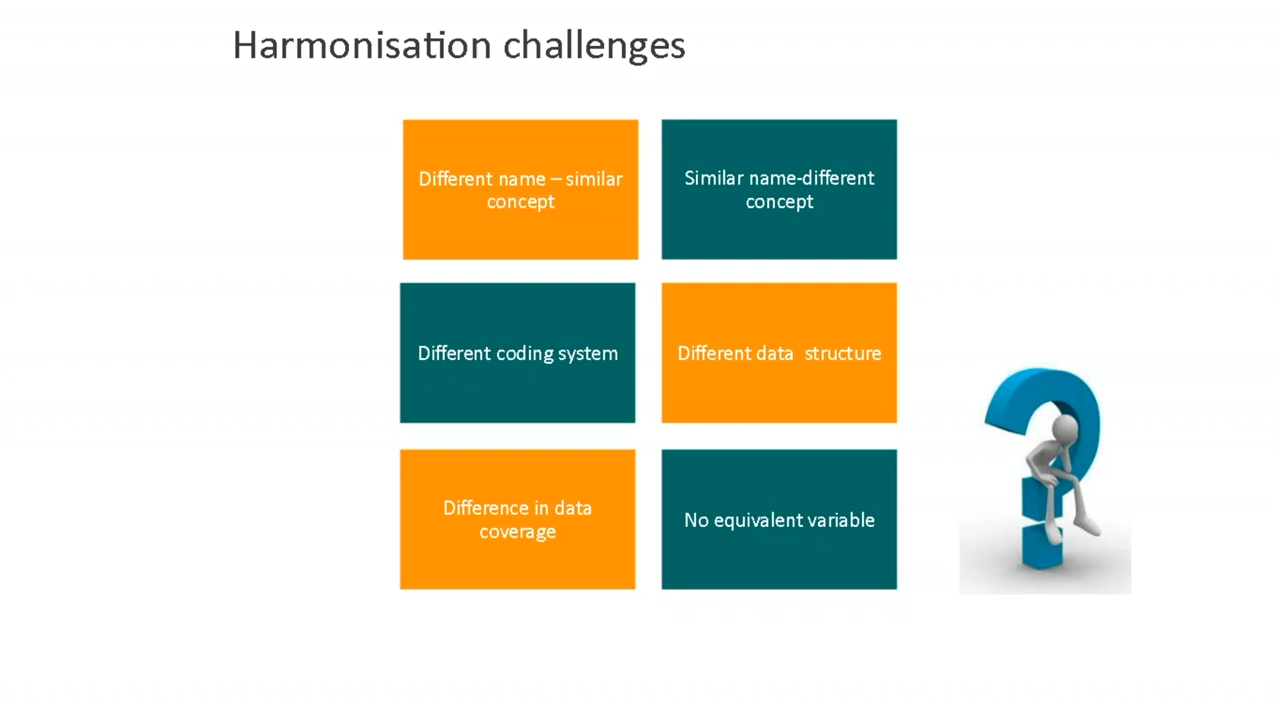 Harmonisation challenges
Different name – similar
concept
Similar name-different
concept
Different coding system
Different data  structure
Difference in data
coverage
No equivalent variable